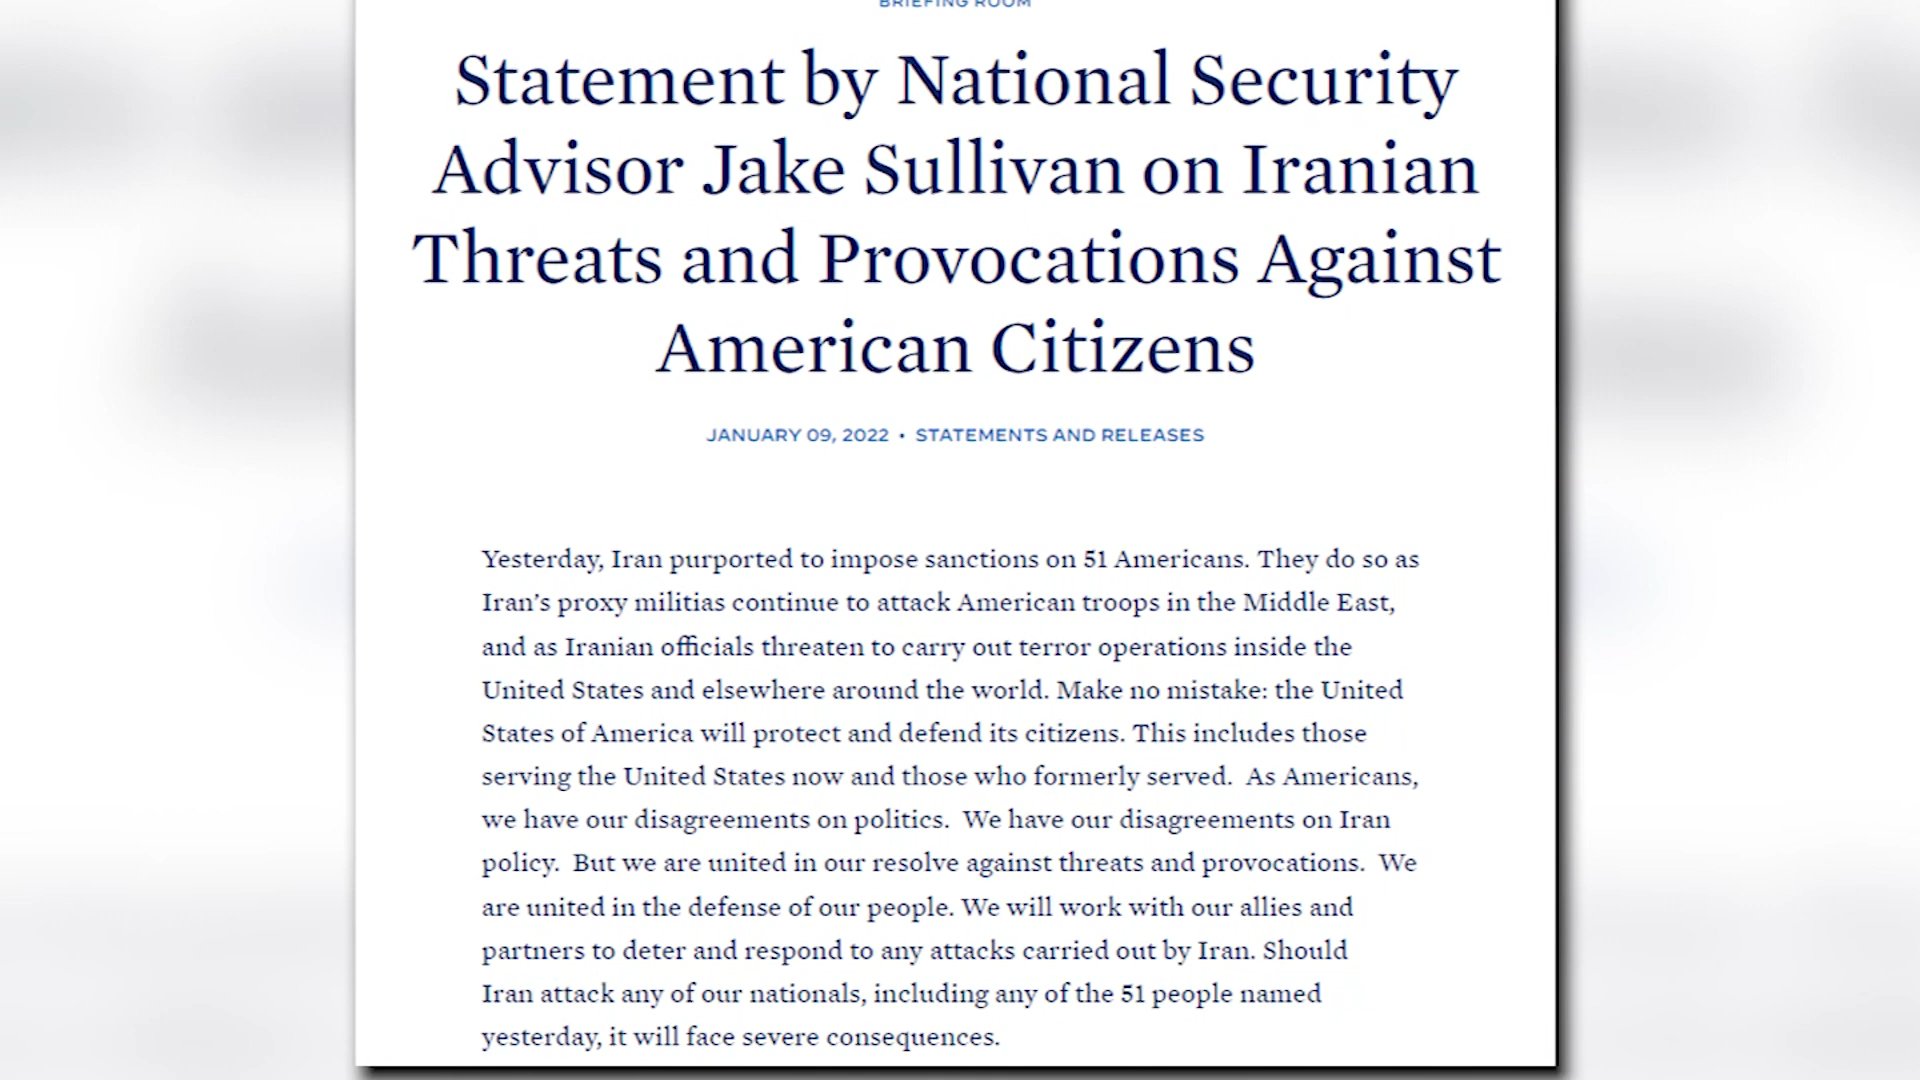 BRIEFING ROOM
Statement by National Security
Advisor Jake Sullivan on Iranian
Threats and Provocations Against
American Citizens
JANUARY 09, 2022 • STATEMENTS AND RELEASES
Yesterday, Iran purported to impose sanctions on 51 Americans. They do so as
Iran’s proxy militias continue to attack American troops in the Middle East,
and as Iranian officials threaten to carry out terror operations inside the
United States and elsewhere around the world. Make no mistake: the United
States of America will protect and defend its citizens. This includes those
serving the United States now and those who formerly served.  As Americans,
we have our disagreements on politics.  We have our disagreements on Iran
policy.  But we are united in our resolve against threats and provocations.  We
are united in the defense of our people. We will work with our allies and
partners to deter and respond to any attacks carried out by Iran. Should
Iran attack any of our nationals, including any of the 51 people named
yesterday, it will face severe consequences.